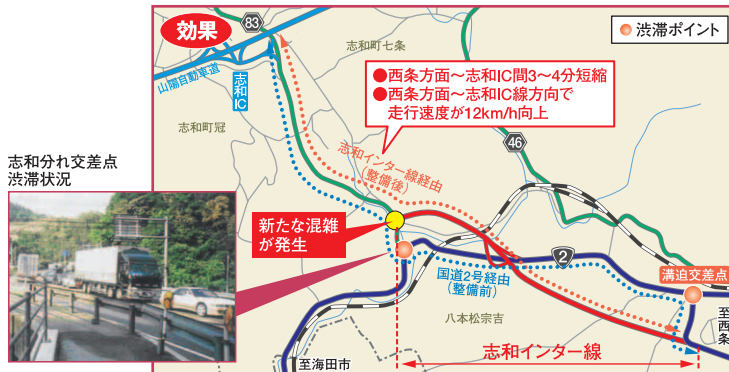 効果
83
渋滞ポイント
志和町七条
山陽自動車道
志和IC
志和町冠
●西条方面~志和IC間3~4分短縮
●西条方面~志和IC線方向で
走行速度が12km/h向上
46
志和インター線経由
(整備後)
志和分れ交差点
渋滞状況
新たな混雑
が発生
2
国道2号経由
(整備前)
溝迫交差点
八本松宗吉
至西条
志和インター線
至海田市